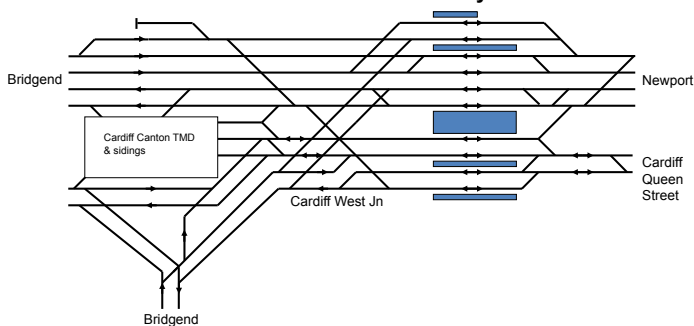 Bridgend
Newport
Cardiff Canton TMD
& sidings
Cardiff
Queen
Street
Cardiff West Jn
Bridgend